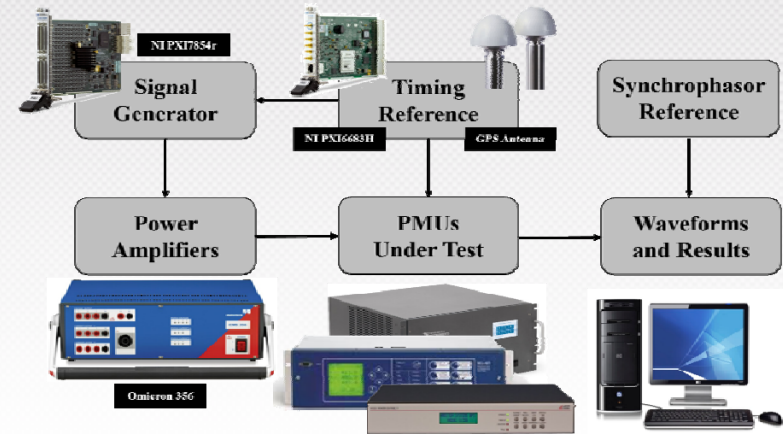 NI PXI7854r
Signal
Generator
Timing
Reference
NI PXI6683H
GPS Antenna
Synchrophasor
Reference
Power
Amplifiers
PMUs
Under Test
Waveforms
and Results
Omicron 356